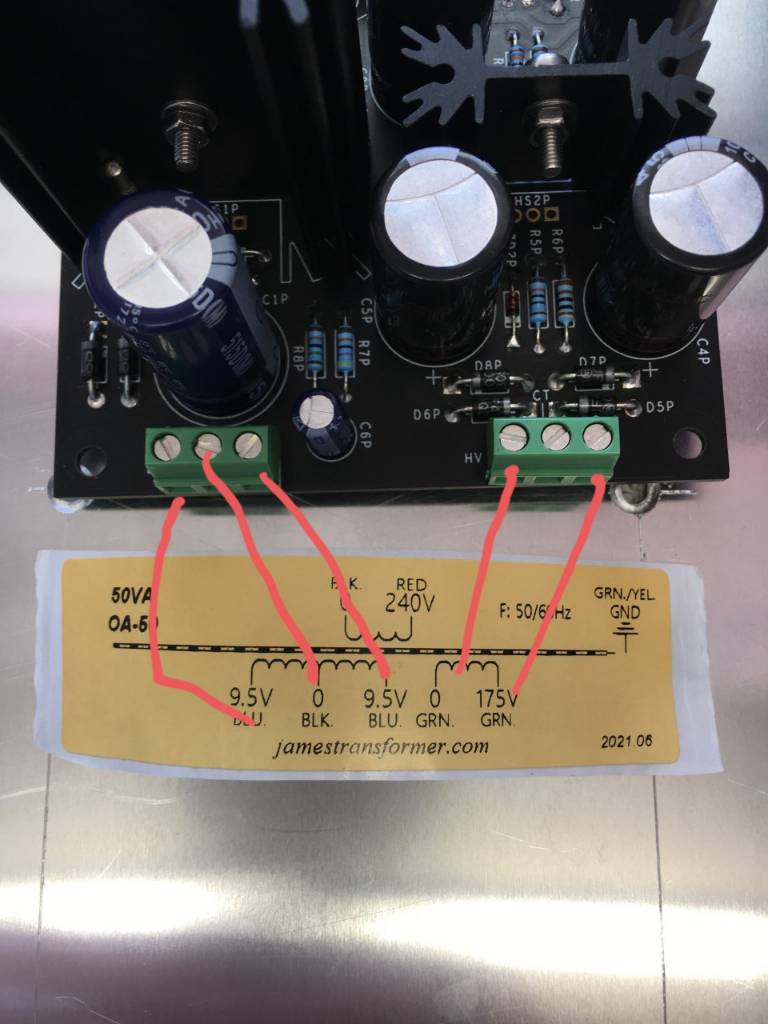 HS2P
C1P
C5P
R8P
R7P
C6P
R5P
R6P
D8P
D7P
C4P
CT
D6P
D5P
HV
50VA
BLK.
RED
GRN./YEL.
0
240V
F: 50/60Hz
GND
OA-50
9.5V
0
9.5V
0
175V
BLU.
BLK.
BLU.
GRN.
GRN.
jamestransformer.com
2021.06